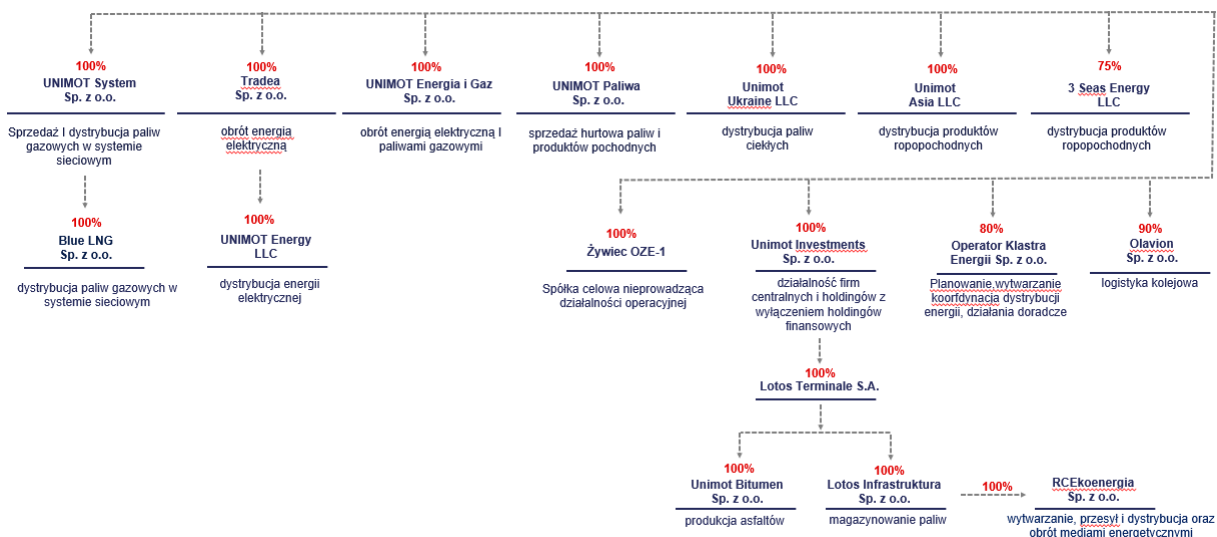 100%
UNIMOT System
Sp. z o.o.
Sprzedaż I dystrybucja paliw
gazowych w systemie
sieciowym
100%
Tradea
Sp. z o.o.
obrót energia
elektryczną
100%
UNIMOT Energia i Gaz
Sp. z o.o.
obrót energią elektryczną I
paliwami gazowymi
100%
UNIMOT Paliwa
Sp. z o.o.
sprzedaż hurtowa paliw i
produktów pochodnych
100%
Unimot
Ukraine LLC
dystrybucja paliw
ciekłych
100%
Unimot
Asia LLC
dystrybucja produktów
ropopochodnych
75%
3 Seas Energy
LLC
dystrybucja produktów
ropopochodnych
100%
Blue LNG
Sp. z o.o.
dystrybucja paliw gazowych w
systemie sieciowym
100%
UNIMOT Energy
LLC
dystrybucja energii
elektrycznej
100%
Żywiec OZE-1
Spółka celowa nieprowadząca
działalności operacyjnej
100%
Unimot Investments
Sp. z o.o.
działalność firm
centralnych i holdingów z
wyłączeniem holdingów
finansowych
80%
Operator Klastra
Energii Sp. z o.o.
Planowanie,wytwarzanie
koorfdynacja dystrybucji
energii, działania doradcze
90%
Olavion
Sp. z o.o.
logistyka kolejowa
100%
Lotos Terminale S.A.
100%
Unimot Bitumen
Sp. z o.o.
produkcja asfaltów
100%
Lotos Infrastruktura
Sp. z o.o.
magazynowanie paliw
100%
RCEkoenergia
Sp. z o.o.
wytwarzanie, przesył i dystrybucja oraz
obrót mediami energetycznymi